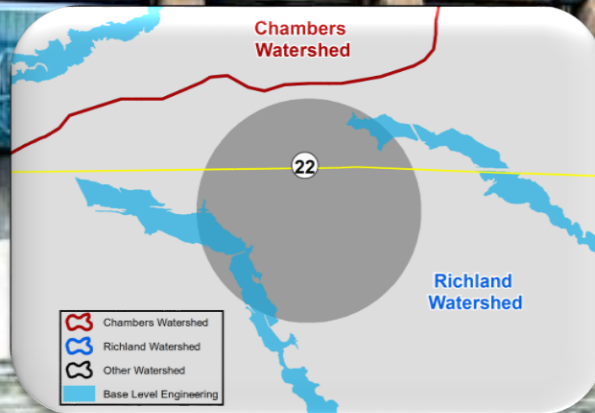 Chambers
Watershed
22
Richland
Watershed
Chambers Watershed
Richland Watershed
Other Watershed
Base Level Engineering